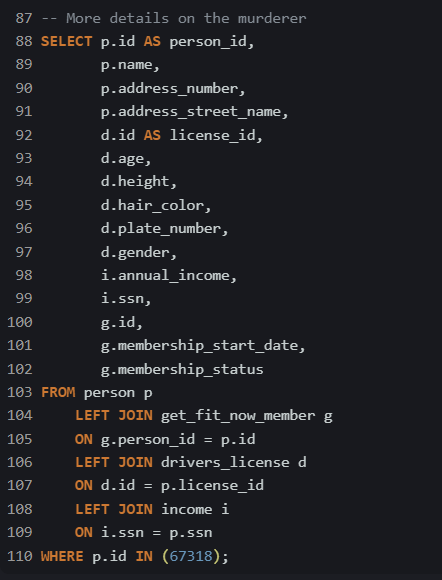 87 -- More details on the murderer
88 SELECT p.id AS person_id,
89 p.name,
90 p.address_number,
91 p.address_street_name,
92 d.id AS license_id,
93 d.age,
94 d.height,
95 d.hair_color,
96 d.plate_number,
97 d.gender,
98 i.annual_income,
99 i.ssn,
100 g.id,
101 g.membership_start_date,
102 g.membership_status
103 FROM person p
104 LEFT JOIN get_fit_now_member g
105 ON g.person_id = p.id
106 LEFT JOIN drivers_license d
107 ON d.id = p.license_id
108 LEFT JOIN income i
109 ON i.ssn = p.ssn
110 WHERE p.id IN (67318);